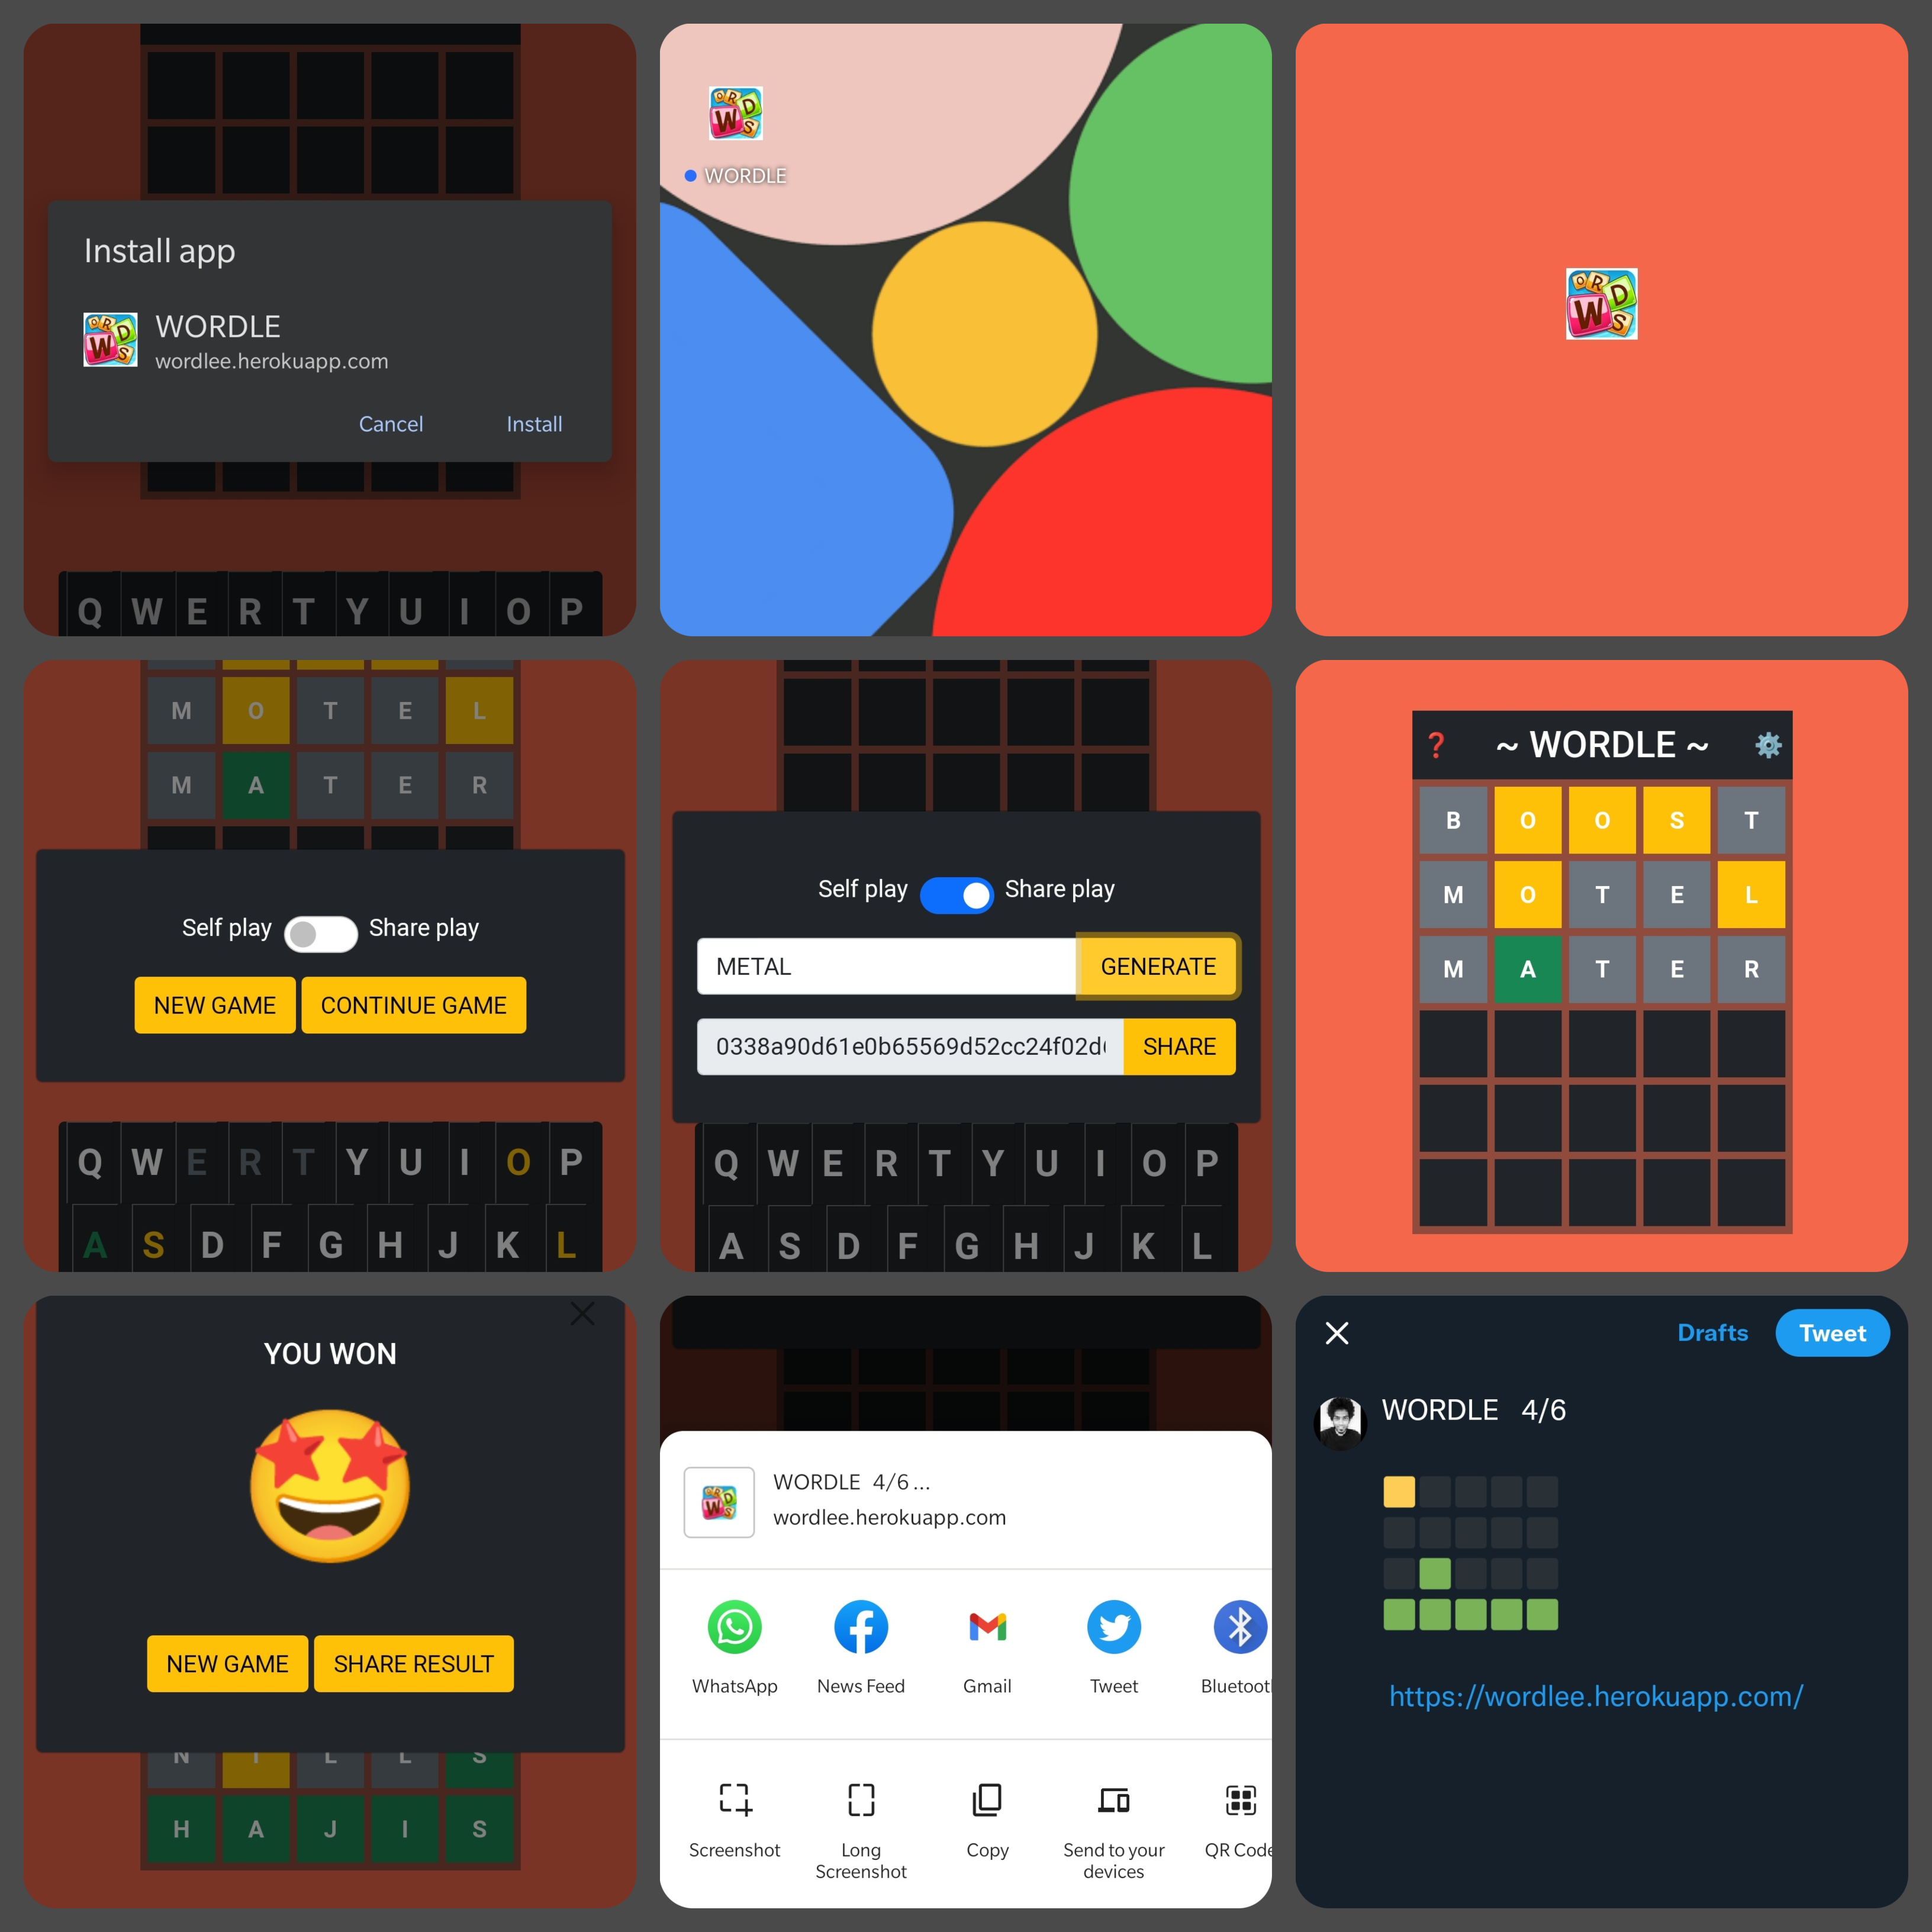 Install app
WORDLE
wordlee.herokuapp.com
Cancel Install
Q W E R T Y U I O P
O R
W D
S
WORDLE
O R
W D
S
M O T E L
M A T E R
Self play Share play
NEW GAME CONTINUE GAME
Q W E R T Y U I O P
A S D F G H J K L
Self play Share play
METAL GENERATE
0338a90d61e0b65569d52cc24f02d SHARE
Q W E R T Y U I O P
A S D F G H J K L
❓ ~ WORDLE ~ ⚙️
B O O S T
M O T E L
M A T E R
YOU WON
NEW GAME SHARE RESULT
L L S
H A J I S
WORDLE 4/6...
wordlee.herokuapp.com
WhatsApp News Feed Gmail Tweet Bluetoot
Screenshot Long Screenshot Copy Send to your devices QR Code
Drafts Tweet
WORDLE 4/6
https://wordlee.herokuapp.com/